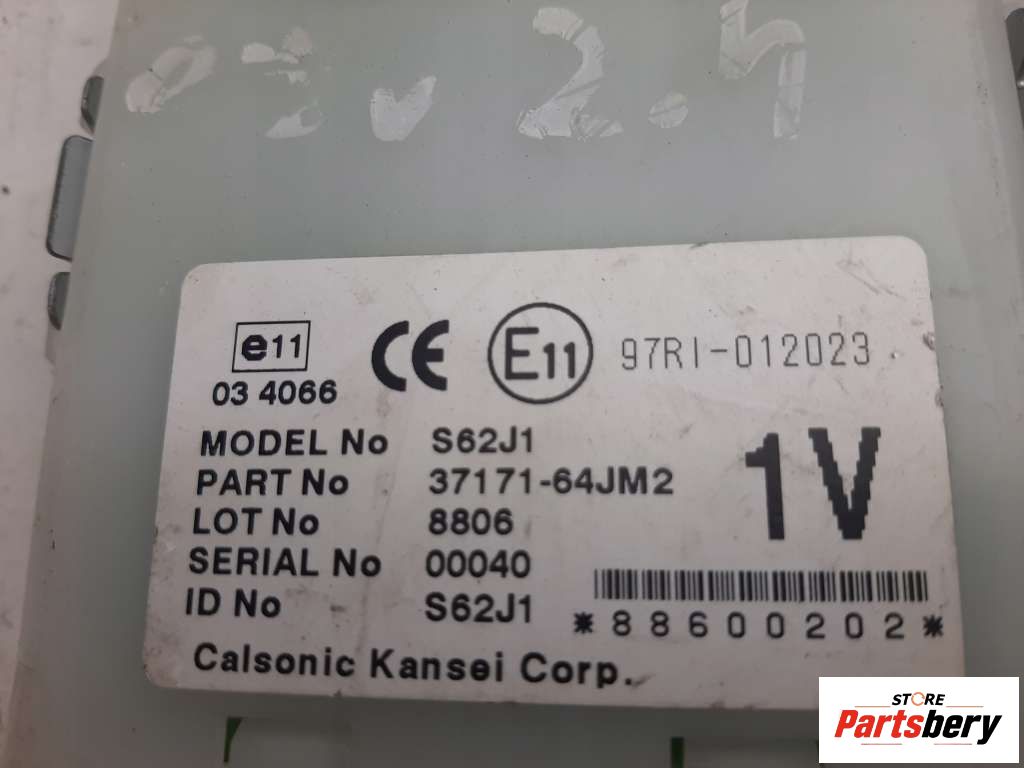 2.4
e11
03 4066
CE
E11
97RI-012023
MODEL No S62J1
PART No 37171-64JM2
LOT No 8806
SERIAL No 00040
ID No S62J1
1V
*88600202*
Calsonic Kansei Corp.
STORE
Partsbery